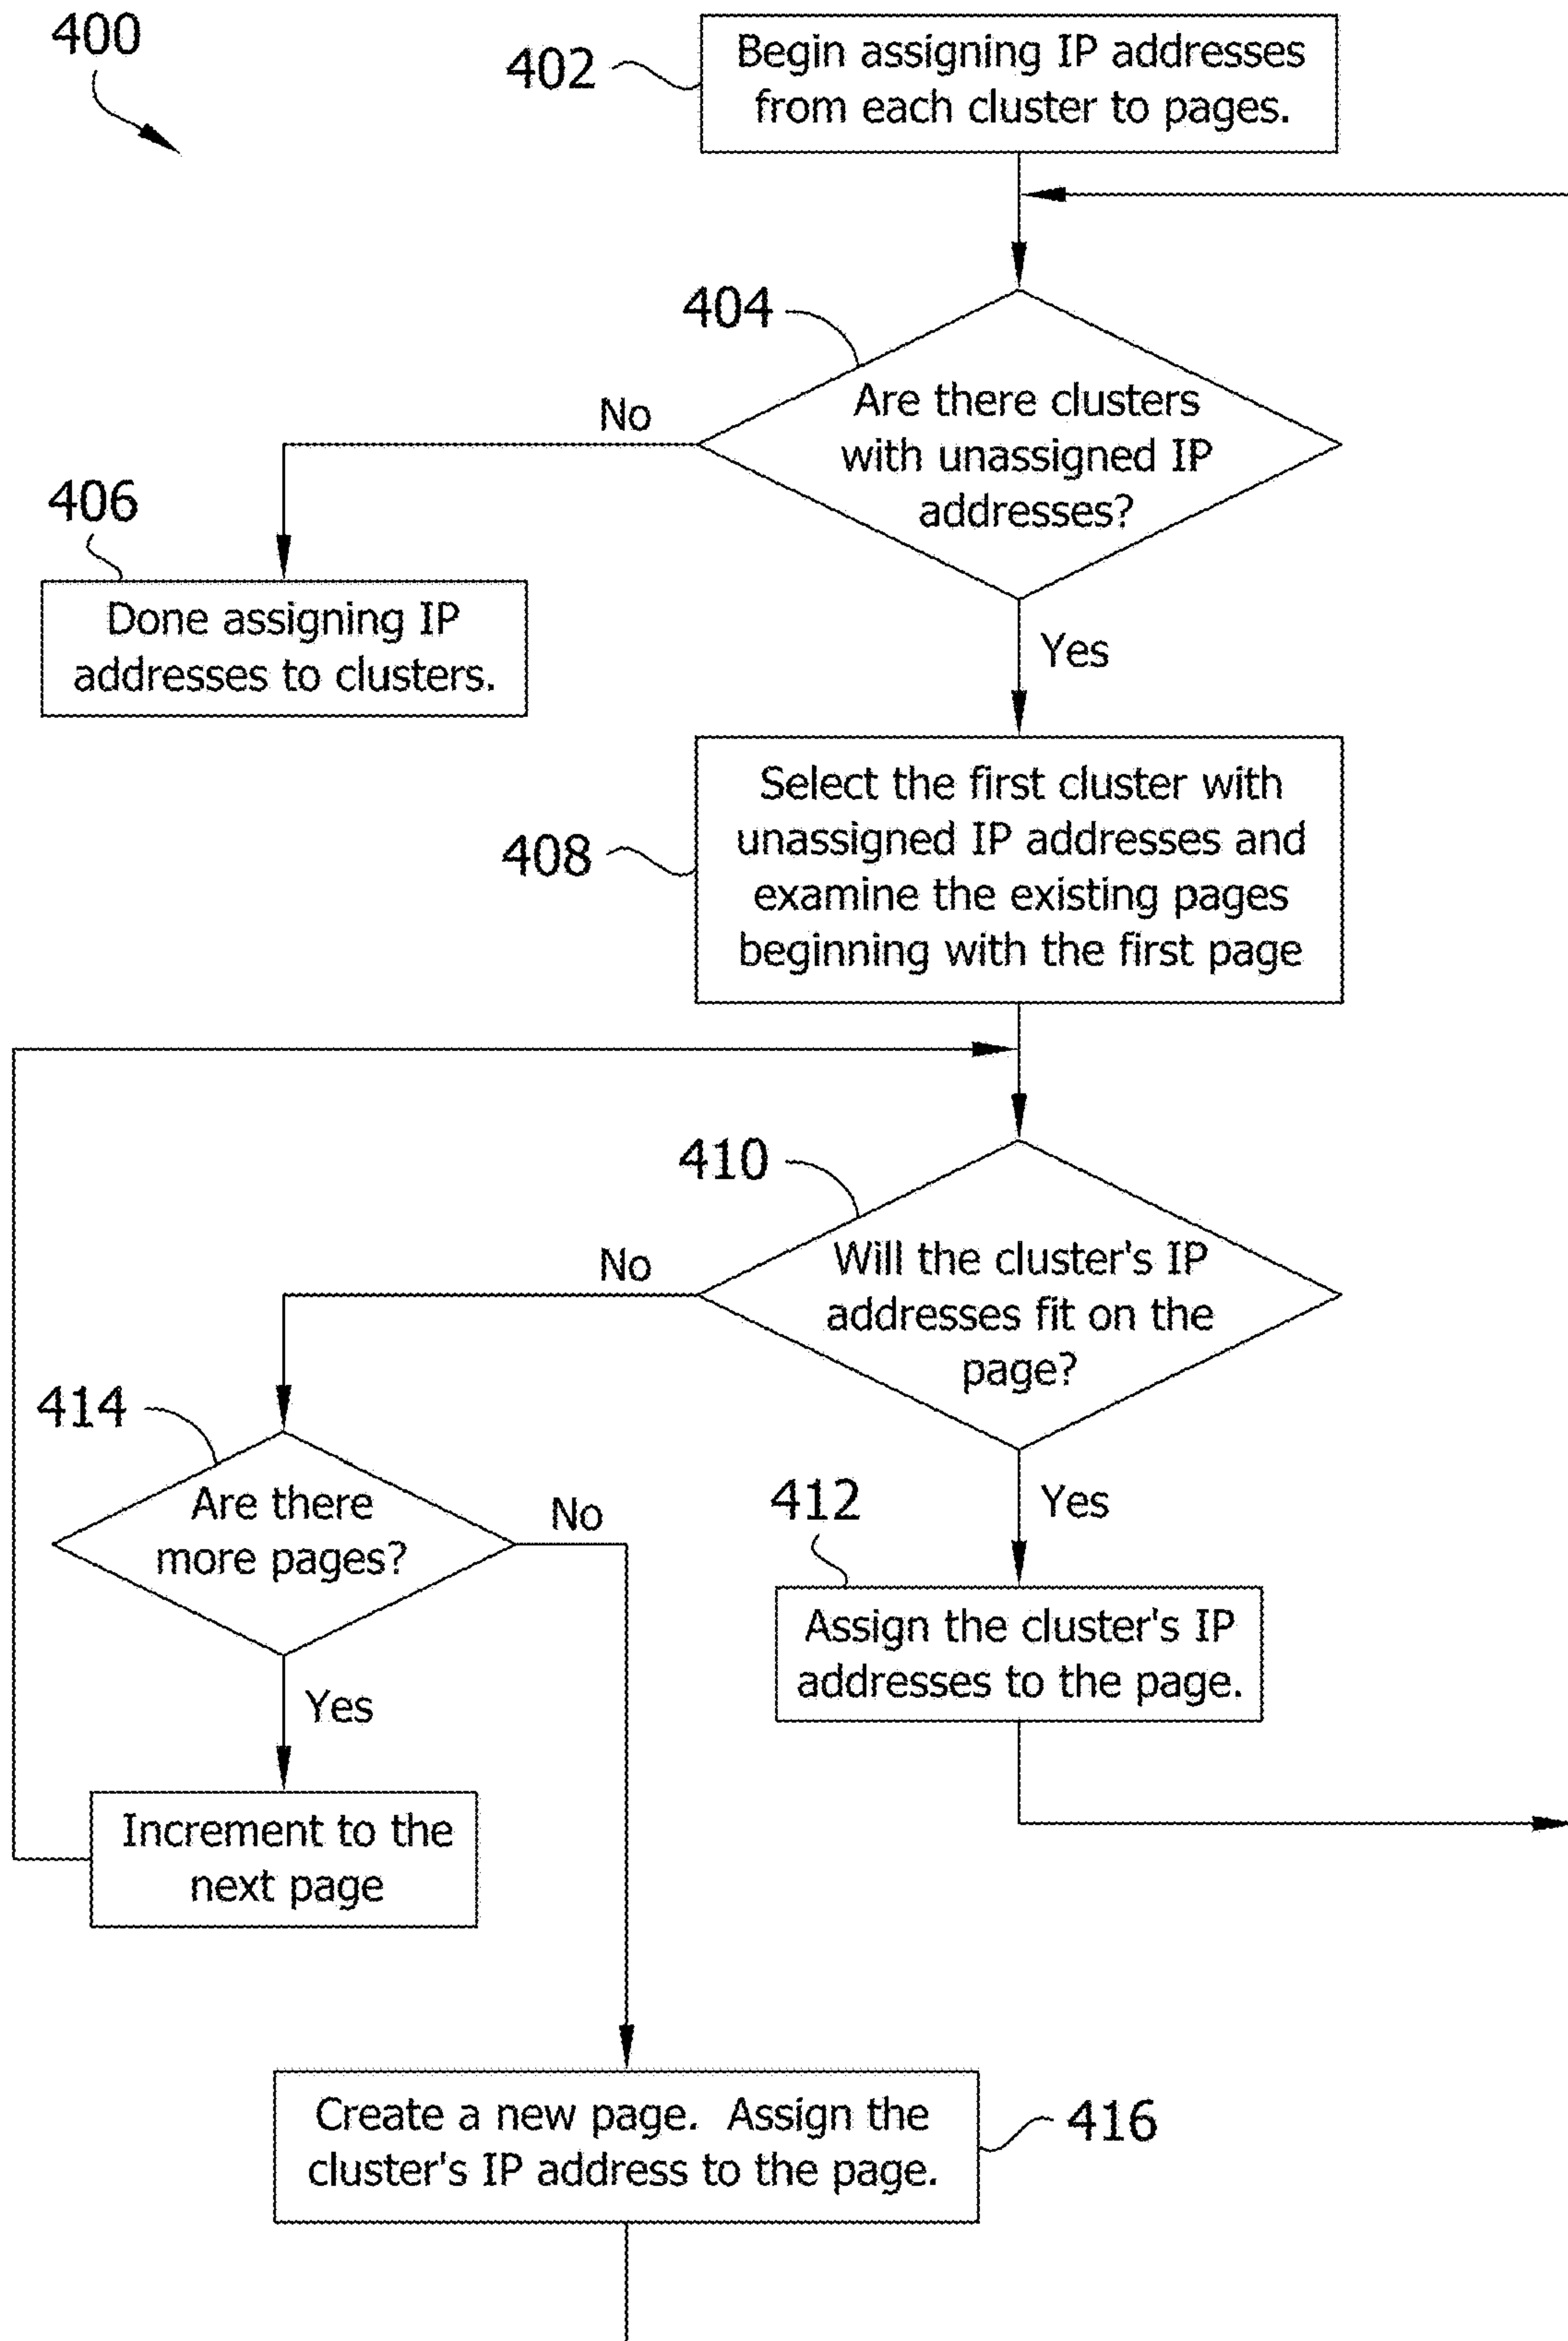 400
402
Begin assigning IP addresses
from each cluster to pages.
404
Are there clusters
with unassigned IP
addresses?
No
406
Done assigning IP
addresses to clusters.
Yes
408
Select the first cluster with
unassigned IP addresses and
examine the existing pages
beginning with the first page
410
Will the cluster's IP
addresses fit on the
page?
No
414
Are there
more pages?
No
Yes
412
Assign the cluster's IP
addresses to the page.
Yes
Increment to the
next page
Create a new page. Assign the
cluster's IP address to the page.
416